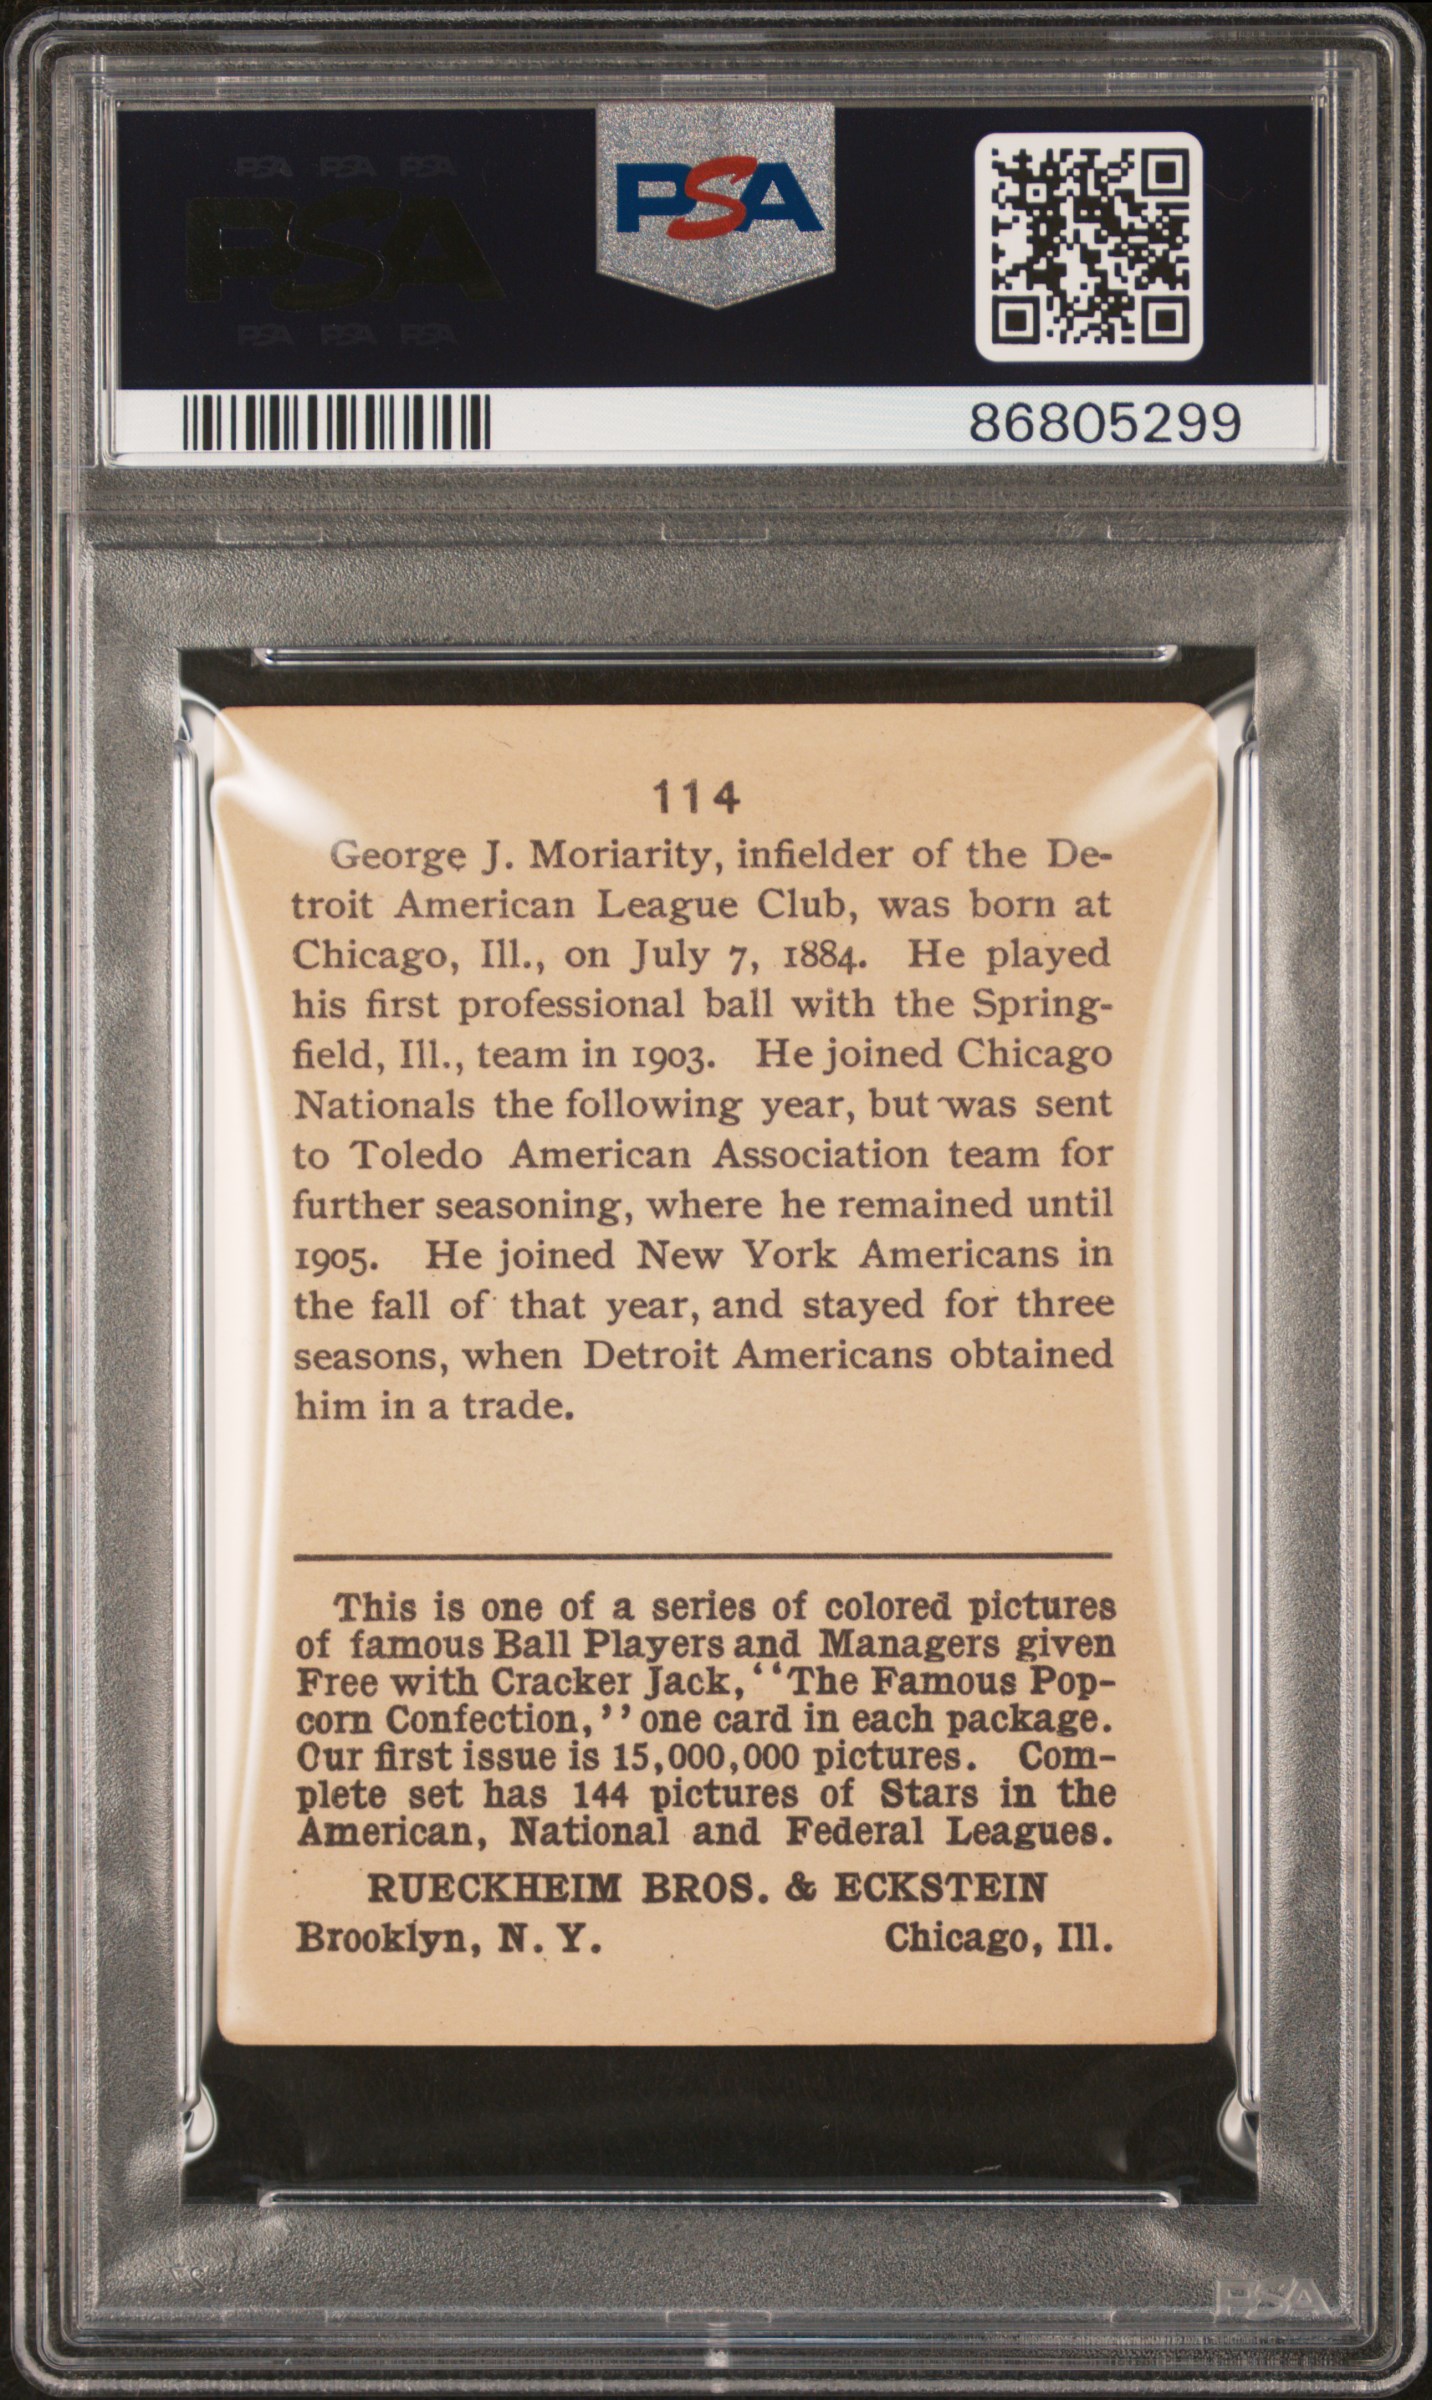 PSA PSA PSA
PSA
PSA PSA PSA
PSA
86805299
114
George J. Moriarity, infielder of the De-
troit American League Club, was born at
Chicago, Ill., on July 7, 1884. He played
his first professional ball with the Spring-
field, Ill., team in 1903. He joined Chicago
Nationals the following year, but was sent
to Toledo American Association team for
further seasoning, where he remained until
1905. He joined New York Americans in
the fall of that year, and stayed for three
seasons, when Detroit Americans obtained
him in a trade.
This is one of a series of colored pictures
of famous Ball Players and Managers given
Free with Cracker Jack, "The Famous Pop-
corn Confection," one card in each package.
Our first issue is 15,000,000 pictures. Com-
plete set has 144 pictures of Stars in the
American, National and Federal Leagues.
RUECKHEIM BROS. & ECKSTEIN
Brooklyn, N. Y. Chicago, Ill.
PSA